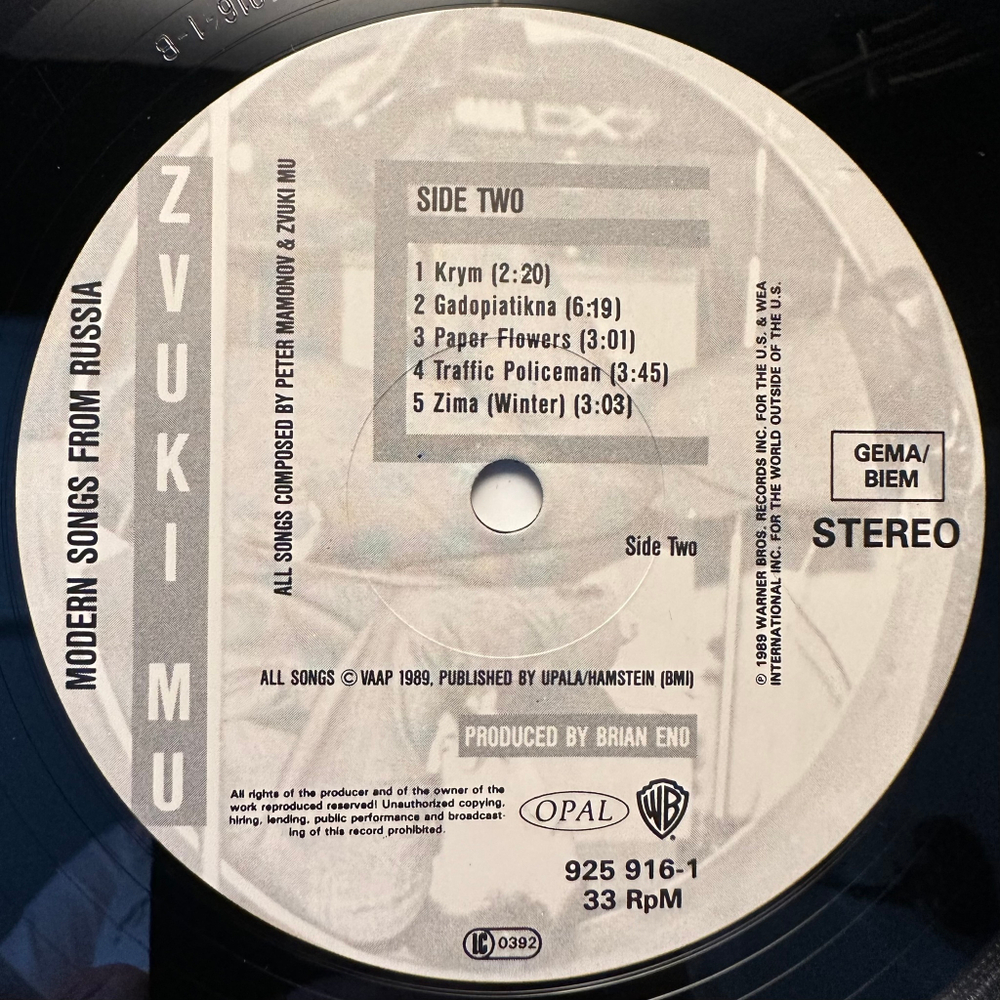 916-1-B
DX7
MODERN SONGS FROM RUSSIA
ZVUKI MU
ALL SONGS COMPOSED BY PETER MAMONOV & ZVUKI MU
SIDE TWO
1 Krym (2:20)
2 Gadopiatikna (6:19)
3 Paper Flowers (3:01)
4 Traffic Policeman (3:45)
5 Zima (Winter) (3:03)
Side Two
℗ 1989 WARNER BROS. RECORDS INC. FOR THE U.S. & WEA
INTERNATIONAL INC. FOR THE WORLD OUTSIDE OF THE U.S.
GEMA/
BIEM
STEREO
ALL SONGS © VAAP 1989, PUBLISHED BY UPALA/HAMSTEIN (BMI)
PRODUCED BY BRIAN ENO
All rights of the producer and of the owner of the
work reproduced reserved! Unauthorized copying,
hiring, lending, public performance and broadcast-
ing of this record prohibited.
OPAL
WB
925 916-1
33 RpM
LC 0392